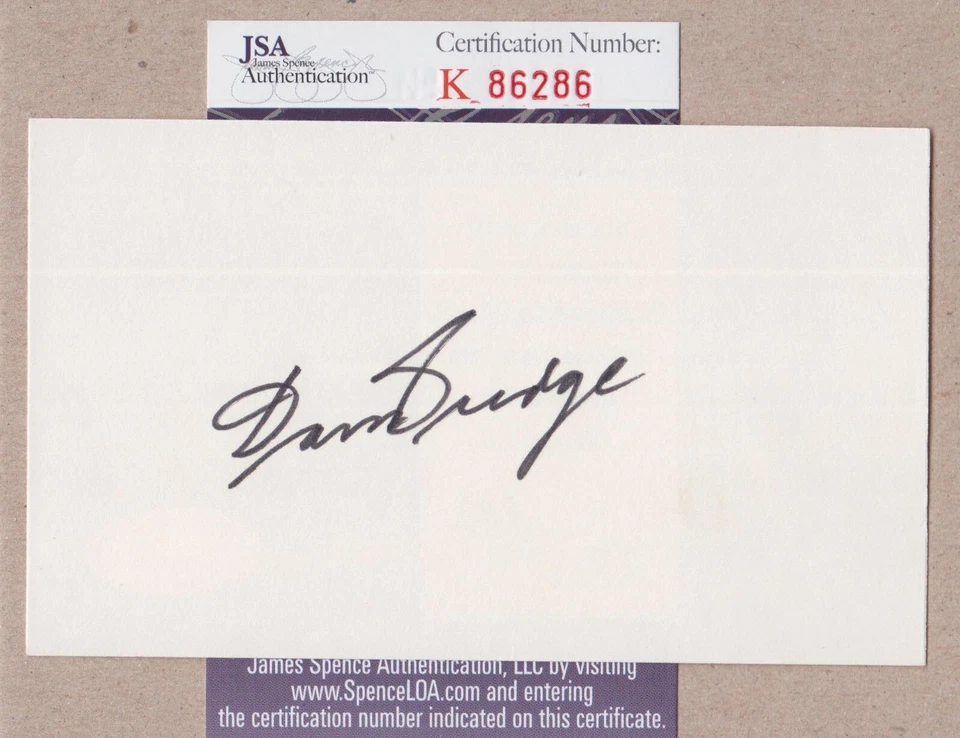 JSA
James Spence
Authentication™
Certification Number:
K 86286
James Spence Authentication, LLC by visiting
www.SpenceLOA.com and entering
the certification number indicated on this certificate.